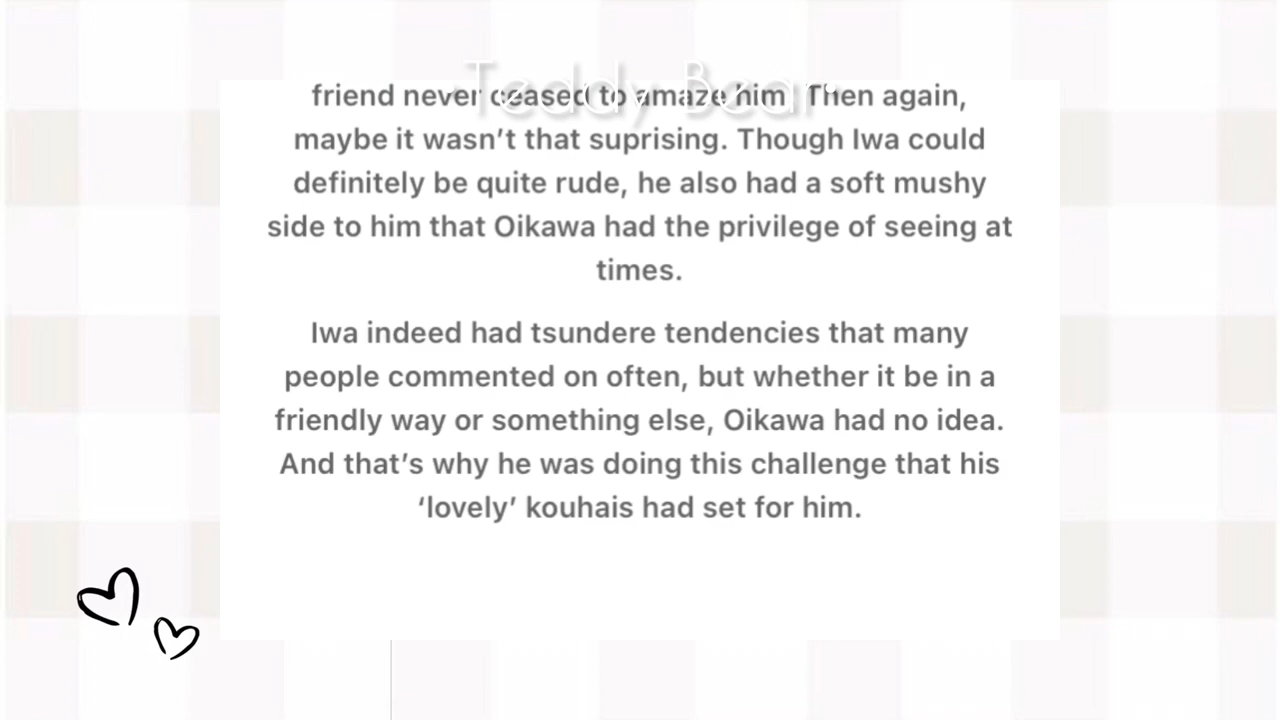 Teddy Bear
friend never ceased to amaze him. Then again,
maybe it wasn’t that suprising. Though Iwa could
definitely be quite rude, he also had a soft mushy
side to him that Oikawa had the privilege of seeing at
times.
Iwa indeed had tsundere tendencies that many
people commented on often, but whether it be in a
friendly way or something else, Oikawa had no idea.
And that’s why he was doing this challenge that his
‘lovely’ kouhais had set for him.